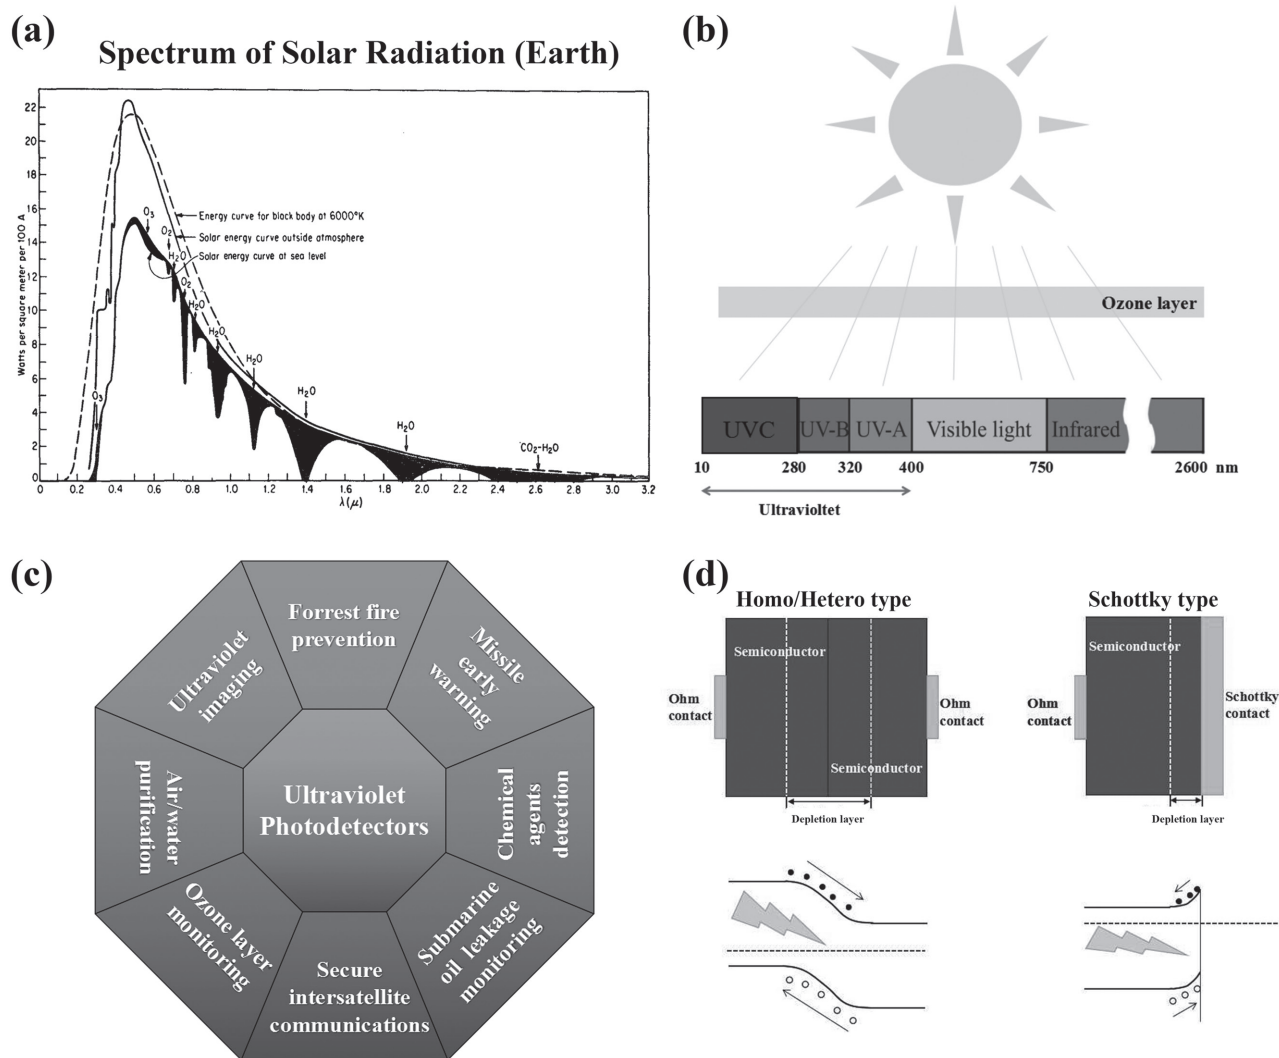 (a)
Spectrum of Solar Radiation (Earth)
Watts per square meter per 100 A
22
20
18
16
14
12
10
8
6
4
2
0
0
0.2
0.4
0.6
0.8
1.0
1.2
1.4
1.6
1.8
2.0
2.2
2.4
2.6
2.8
3.0
3.2
λ(μ)
Energy curve for black body at 6000°K
Solar energy curve outside atmosphere
Solar energy curve at sea level
O3
O3
O2
H2O
O2
H2O
H2O
H2O
H2O
H2O
CO2-H2O
(b)
Ozone layer
UVC
UV-B
UV-A
Visible light
Infrared
10
280
320
400
750
2600 nm
Ultravioltet
(c)
Forrest fire
prevention
Missile
early
warning
Chemical
agents
detection
Submarine
oil leakage
monitoring
Secure
intersatellite
communications
Ozone layer
monitoring
Air/water
purification
Ultraviolet
imaging
Ultraviolet
Photodetectors
(d)
Homo/Hetero type
Semiconductor
Semiconductor
Ohm
contact
Ohm
contact
Depletion layer
Schottky type
Semiconductor
Ohm
contact
Schottky
contact
Depletion layer